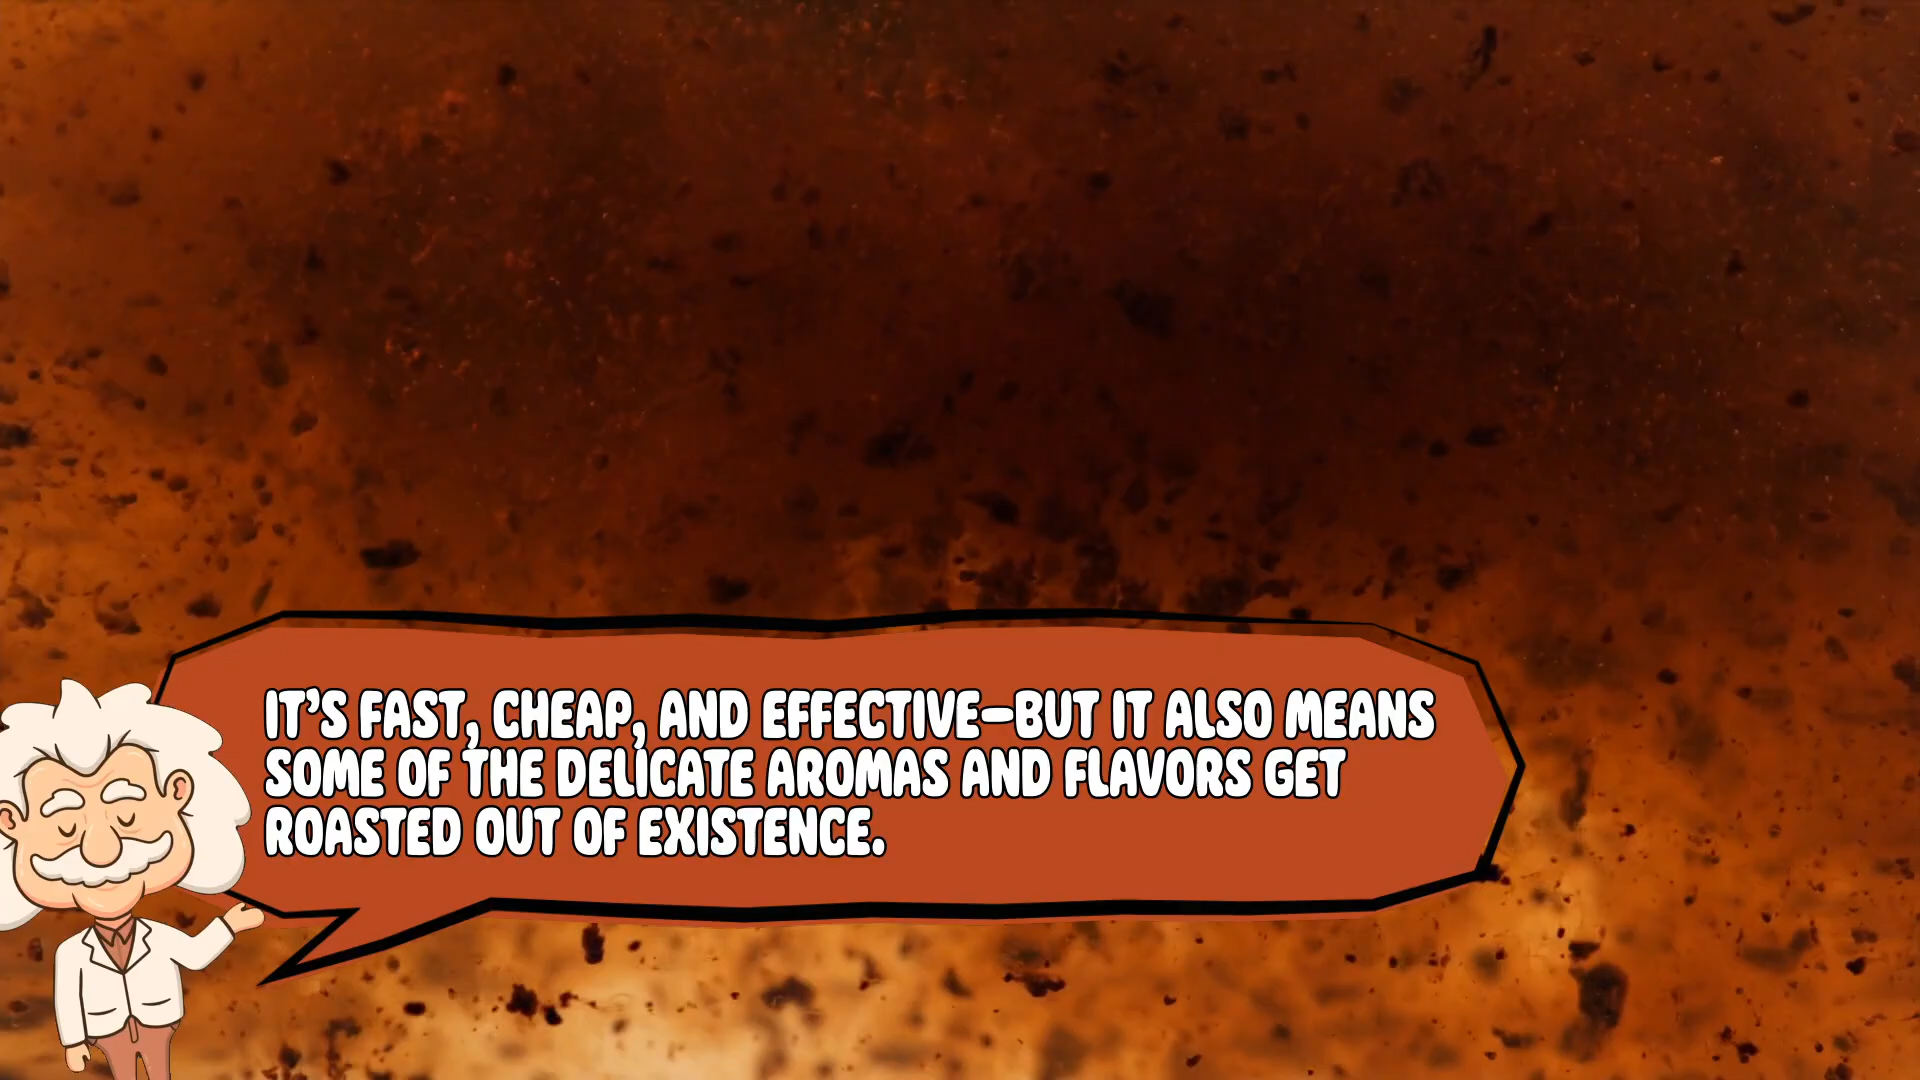 IT'S FAST, CHEAP, AND EFFECTIVE—BUT IT ALSO MEANS
SOME OF THE DELICATE AROMAS AND FLAVORS GET
ROASTED OUT OF EXISTENCE.